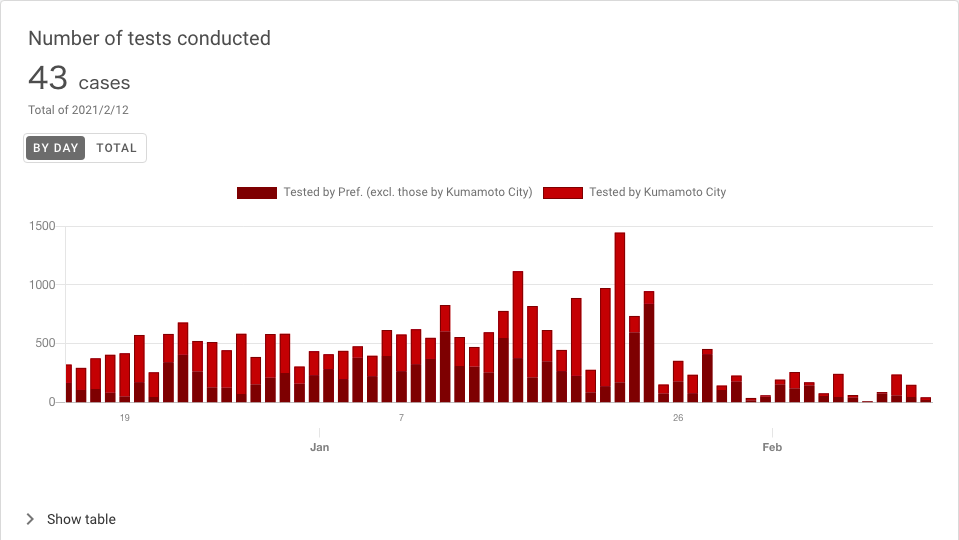 Number of tests conducted
43 cases
Total of 2021/2/12
BY DAY TOTAL
Tested by Pref. (excl. those by Kumamoto City) Tested by Kumamoto City
1500
1000
500
0
19 7 26
Jan Feb
Show table